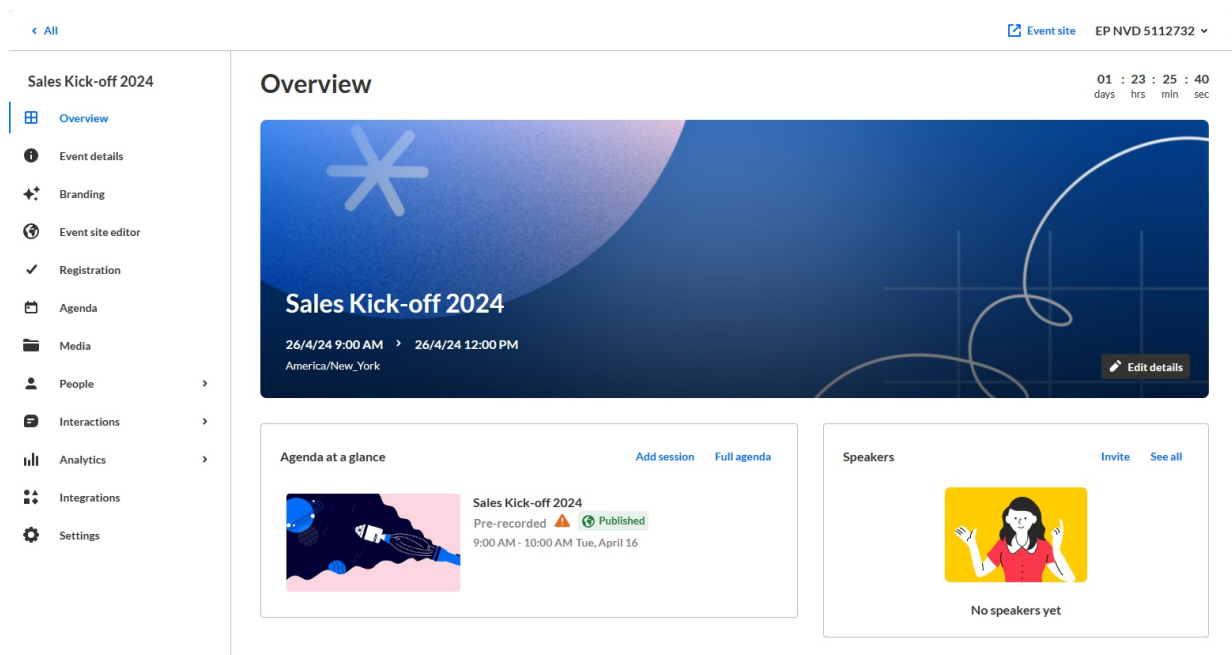 All
Event site EP NVD 5112732
Sales Kick-off 2024
Overview
Event details
Branding
Event site editor
Registration
Agenda
Media
People
Interactions
Analytics
Integrations
Settings
Overview
01 : 23 : 25 : 40
days hrs min sec
Sales Kick-off 2024
26/4/24 9:00 AM > 26/4/24 12:00 PM
America/New_York
Edit details
Agenda at a glance Add session Full agenda
Sales Kick-off 2024
Pre-recorded Published
9:00 AM - 10:00 AM Tue, April 16
Speakers Invite See all
No speakers yet